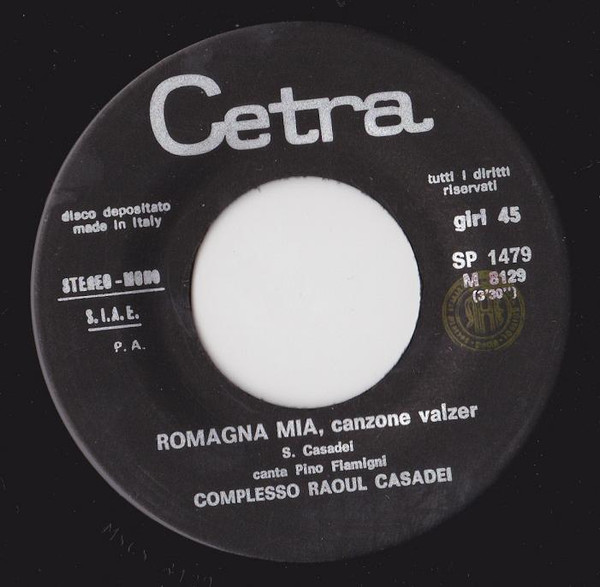 Cetra
disco depositato
made in Italy
STEREO-MONO
S.I.A.E.
P. A.
tutti i diritti
riservati
giri 45
SP 1479
M 8129
(3'30'')
ROMAGNA MIA, canzone valzer
S. Casadei
canta Pino Flamigni
COMPLESSO RAOUL CASADEI